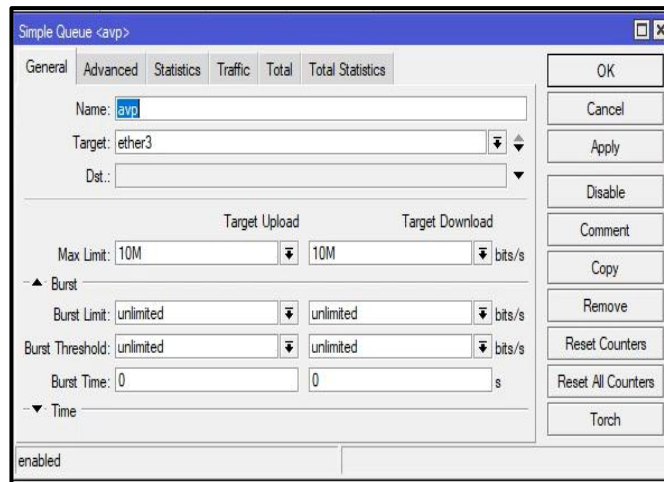 Simple Queue <avp>
General Advanced Statistics Traffic Total Total Statistics
OK
Name: avp
Cancel
Target: ether3
Apply
Dst.:
Disable
Target Upload Target Download
Comment
Max Limit: 10M 10M bits/s
Copy
Burst
Burst Limit: unlimited unlimited bits/s
Remove
Burst Threshold: unlimited unlimited bits/s
Reset Counters
Burst Time: 0 0 s
Reset All Counters
Time
Torch
enabled